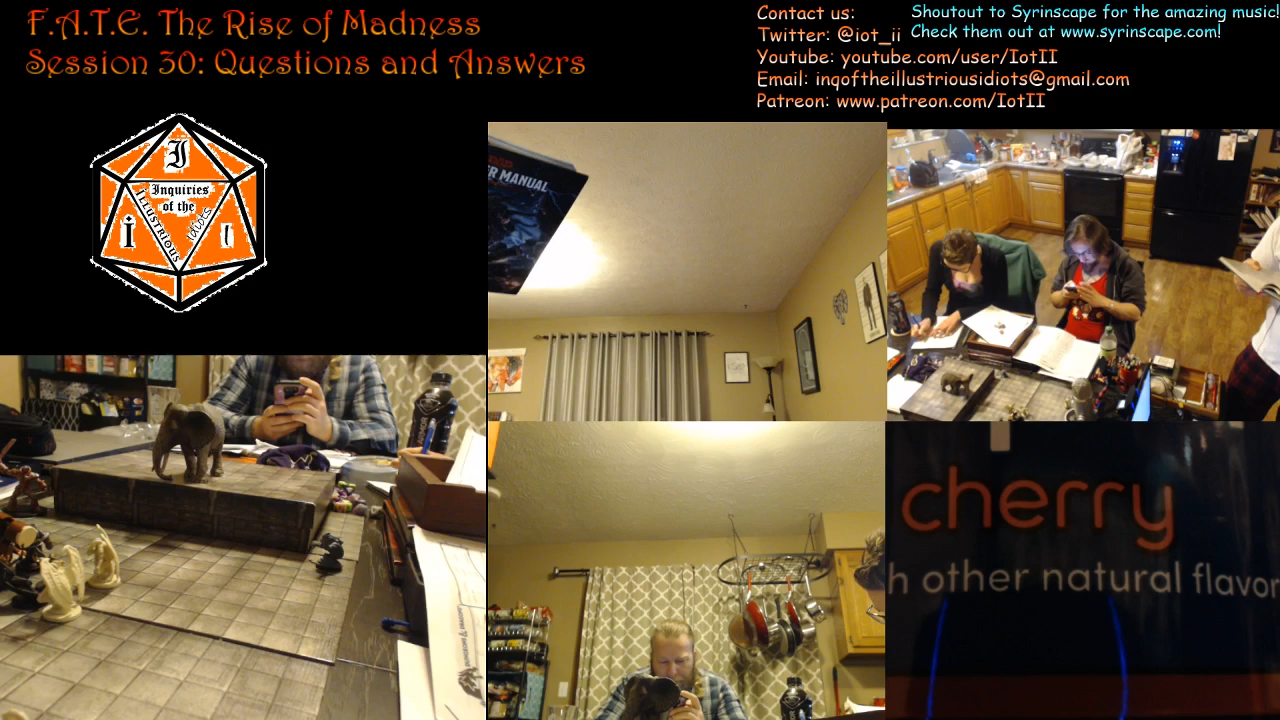 F.A.T.E. The Rise of Madness
Session 30: Questions and Answers
Contact us:
Twitter: @iot_ii
Youtube: youtube.com/user/IotII
Email: inqoftheillustriousidiots@gmail.com
Patreon: www.patreon.com/IotII
Shoutout to Syrinscape for the amazing music!
Check them out at www.syrinscape.com!
I
Inquiries
of the
Illustrious
idiots
i
I
R MANUAL
cherry
h other natural flavor